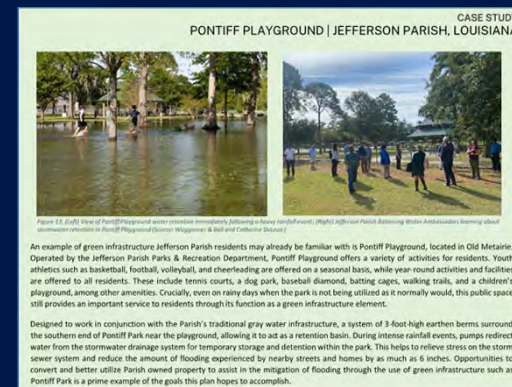 CASE STUDY
PONTIFF PLAYGROUND | JEFFERSON PARISH, LOUISIANA
Figure 13. (Left) View of Pontiff Playground water retention immediately following a heavy rainfall event; (Right) Jefferson Parish Balancing Water Ambassadors learning about
stormwater retention in Pontiff Playground (Source: Waggonner & Ball and Catherine DeLeon)
An example of green infrastructure Jefferson Parish residents may already be familiar with is Pontiff Playground, located in Old Metairie.
Operated by the Jefferson Parish Parks & Recreation Department, Pontiff Playground offers a variety of activities for residents. Youth
athletics such as basketball, football, volleyball, and cheerleading are offered on a seasonal basis, while year-round activities and facilities
are offered to all residents. These include tennis courts, a dog park, baseball diamond, batting cages, walking trails, and a children's
playground, among other amenities. Crucially, even on rainy days when the park is not being utilized as it normally would, this public space
still provides an important service to residents through its function as a green infrastructure element.
Designed to work in conjunction with the Parish's traditional gray water infrastructure, a system of 3-foot-high earthen berms surround
the southern end of Pontiff Park near the playground, allowing it to act as a retention basin. During intense rainfall events, pumps redirect
water from the stormwater drainage system for temporary storage and detention within the park. This helps to relieve stress on the storm
sewer system and reduce the amount of flooding experienced by nearby streets and homes by as much as 6 inches. Opportunities to
convert and better utilize Parish owned property to assist in the mitigation of flooding through the use of green infrastructure such as
Pontiff Park is a prime example of the goals this plan hopes to accomplish.